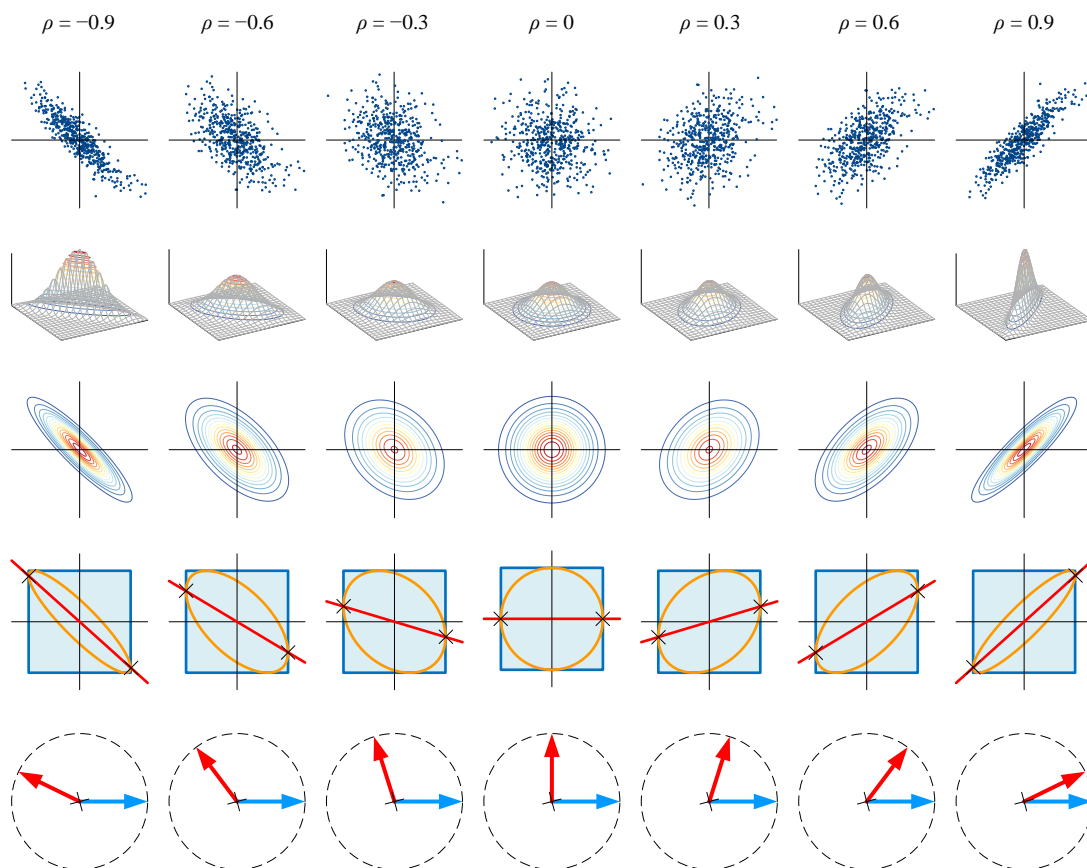 ρ = −0.9 ρ = −0.6 ρ = −0.3 ρ = 0 ρ = 0.3 ρ = 0.6 ρ = 0.9